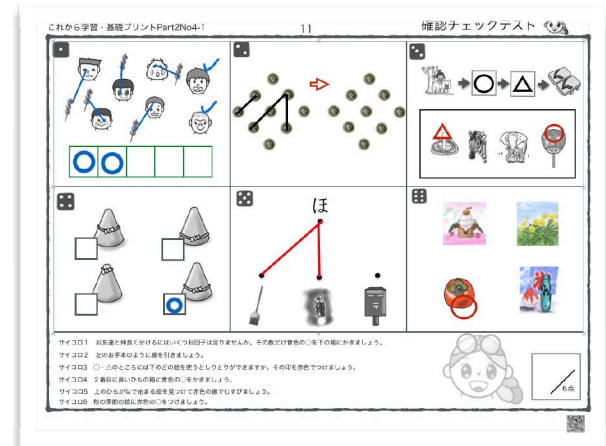 これから学習・基礎プリントPart2No4-1
11
確認チェックテスト
ほ
サイコロ1 お友達と仲良く分けるにはいくつお団子は足りませんか。その数だけ青色の○を下の箱にかきましょう。
サイコロ2 左のお手本のように線を引きましょう。
サイコロ3 ○・△のところには下のどの絵を使うとしりとりができますか。その印を赤色でつけましょう。
サイコロ4 2番目に長いひもの箱に青色の○をかきましょう。
サイコロ5 上のひらがなで始まる絵を見つけて赤色の線でむすびましょう。
サイコロ6 秋の季節の絵に赤色の○をつけましょう。
6点